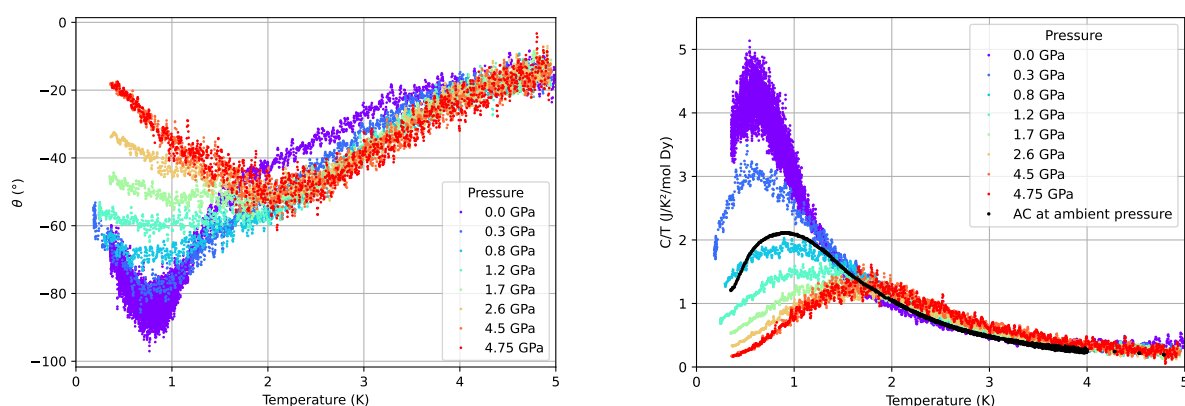 0
−20
−40
−60
−80
−100
θ (°)
0 1 2 3 4 5
Temperature (K)
Pressure
0.0 GPa
0.3 GPa
0.8 GPa
1.2 GPa
1.7 GPa
2.6 GPa
4.5 GPa
4.75 GPa
5
4
3
2
1
0
C/T (J/K²/mol Dy)
0 1 2 3 4 5
Temperature (K)
Pressure
0.0 GPa
0.3 GPa
0.8 GPa
1.2 GPa
1.7 GPa
2.6 GPa
4.5 GPa
4.75 GPa
AC at ambient pressure